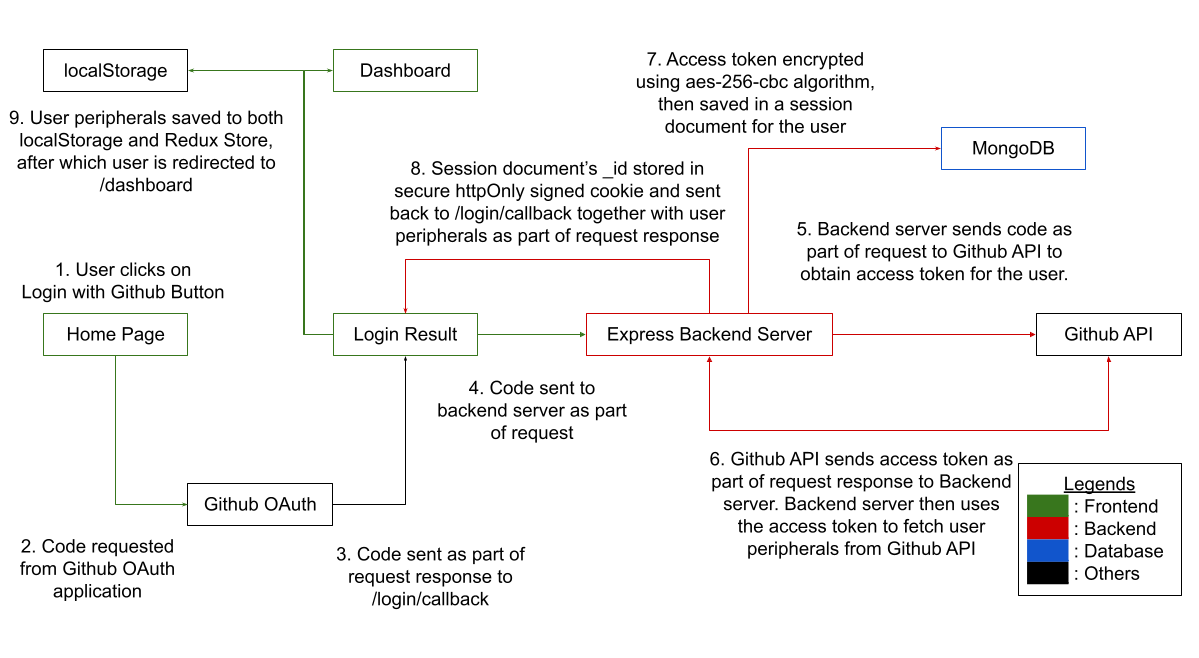 localStorage
Dashboard
9. User peripherals saved to both
localStorage and Redux Store,
after which user is redirected to
/dashboard
7. Access token encrypted
using aes-256-cbc algorithm,
then saved in a session
document for the user
MongoDB
8. Session document's _id stored in
secure httpOnly signed cookie and sent
back to /login/callback together with user
peripherals as part of request response
5. Backend server sends code as
part of request to Github API to
obtain access token for the user.
1. User clicks on
Login with Github Button
Home Page
Login Result
Express Backend Server
Github API
4. Code sent to
backend server as part
of request
6. Github API sends access token as
part of request response to Backend
server. Backend server then uses
the access token to fetch user
peripherals from Github API
Github OAuth
2. Code requested
from Github OAuth
application
3. Code sent as part of
request response to
/login/callback
Legends
: Frontend
: Backend
: Database
: Others